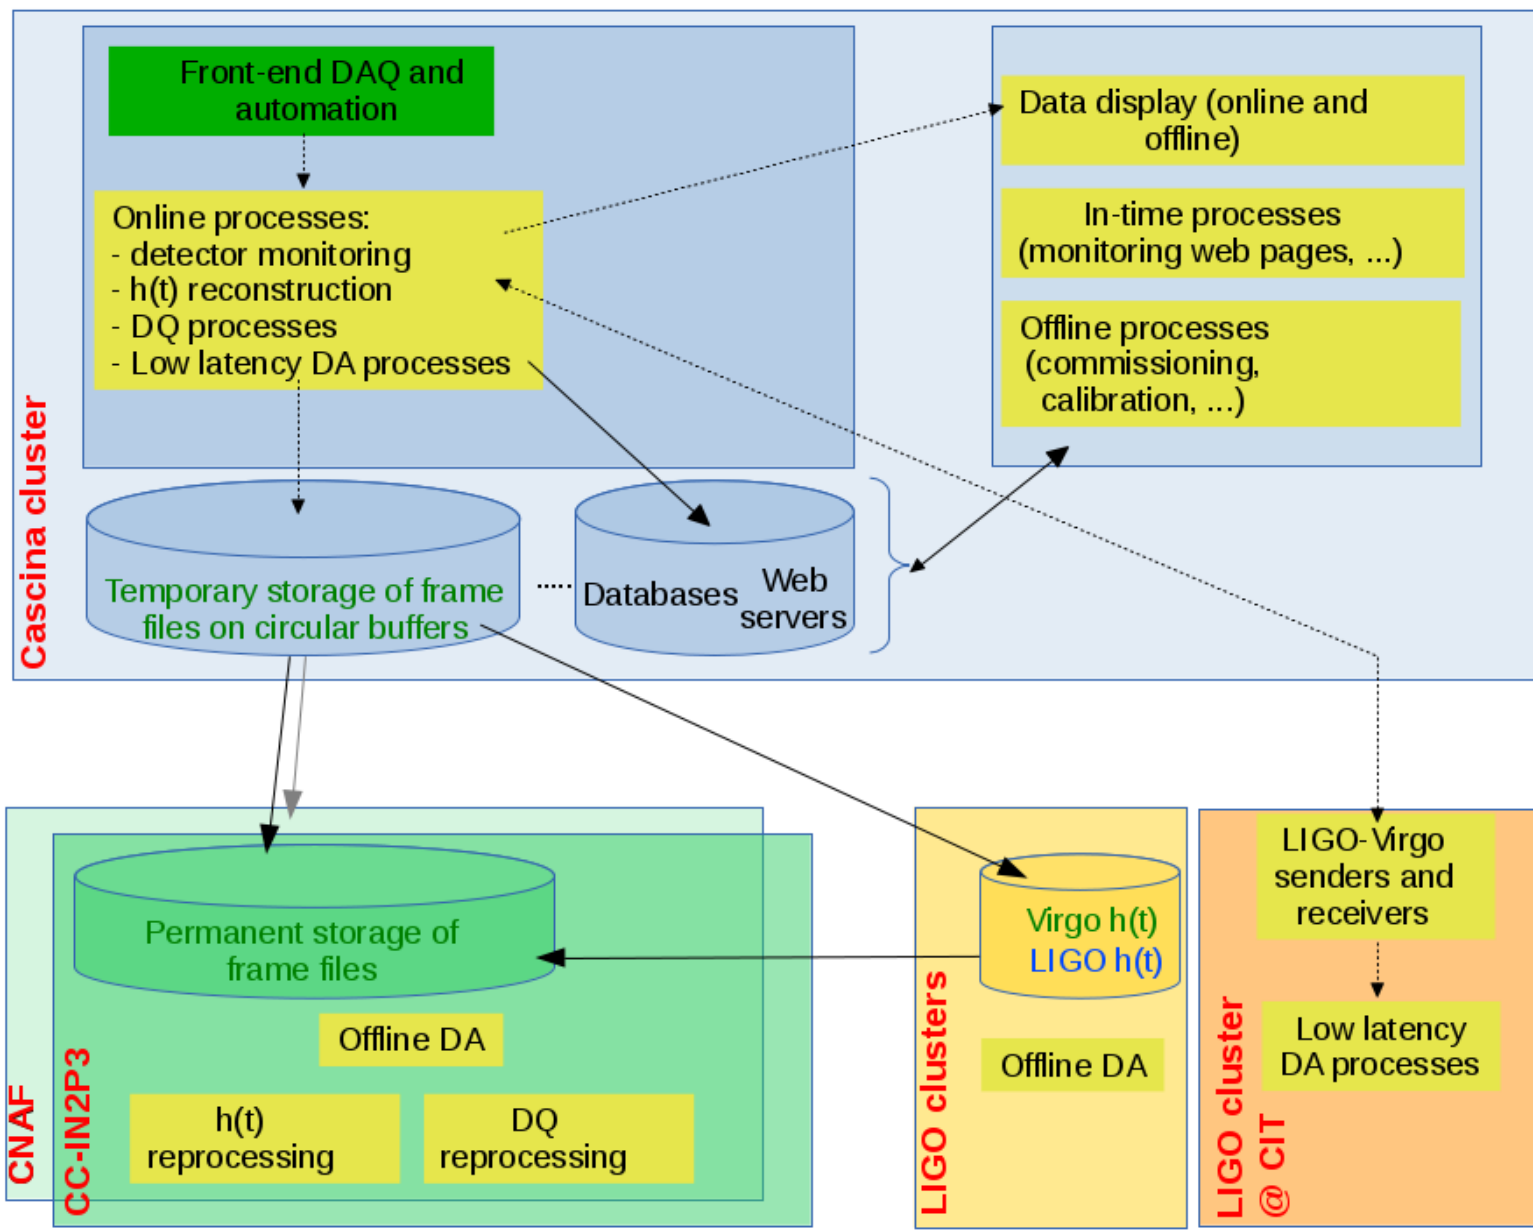 Front-end DAQ and
automation
Online processes:
- detector monitoring
- h(t) reconstruction
- DQ processes
- Low latency DA processes
Data display (online and
offline)
In-time processes
(monitoring web pages, ...)
Offline processes
(commissioning,
calibration, ...)
Cascina cluster
Temporary storage of frame
files on circular buffers
Databases
Web
servers
Permanent storage of
frame files
Offline DA
h(t)
reprocessing
DQ
reprocessing
CNAF
CC-IN2P3
Virgo h(t)
LIGO h(t)
Offline DA
LIGO clusters
LIGO-Virgo
senders and
receivers
Low latency
DA processes
LIGO cluster
@ CIT